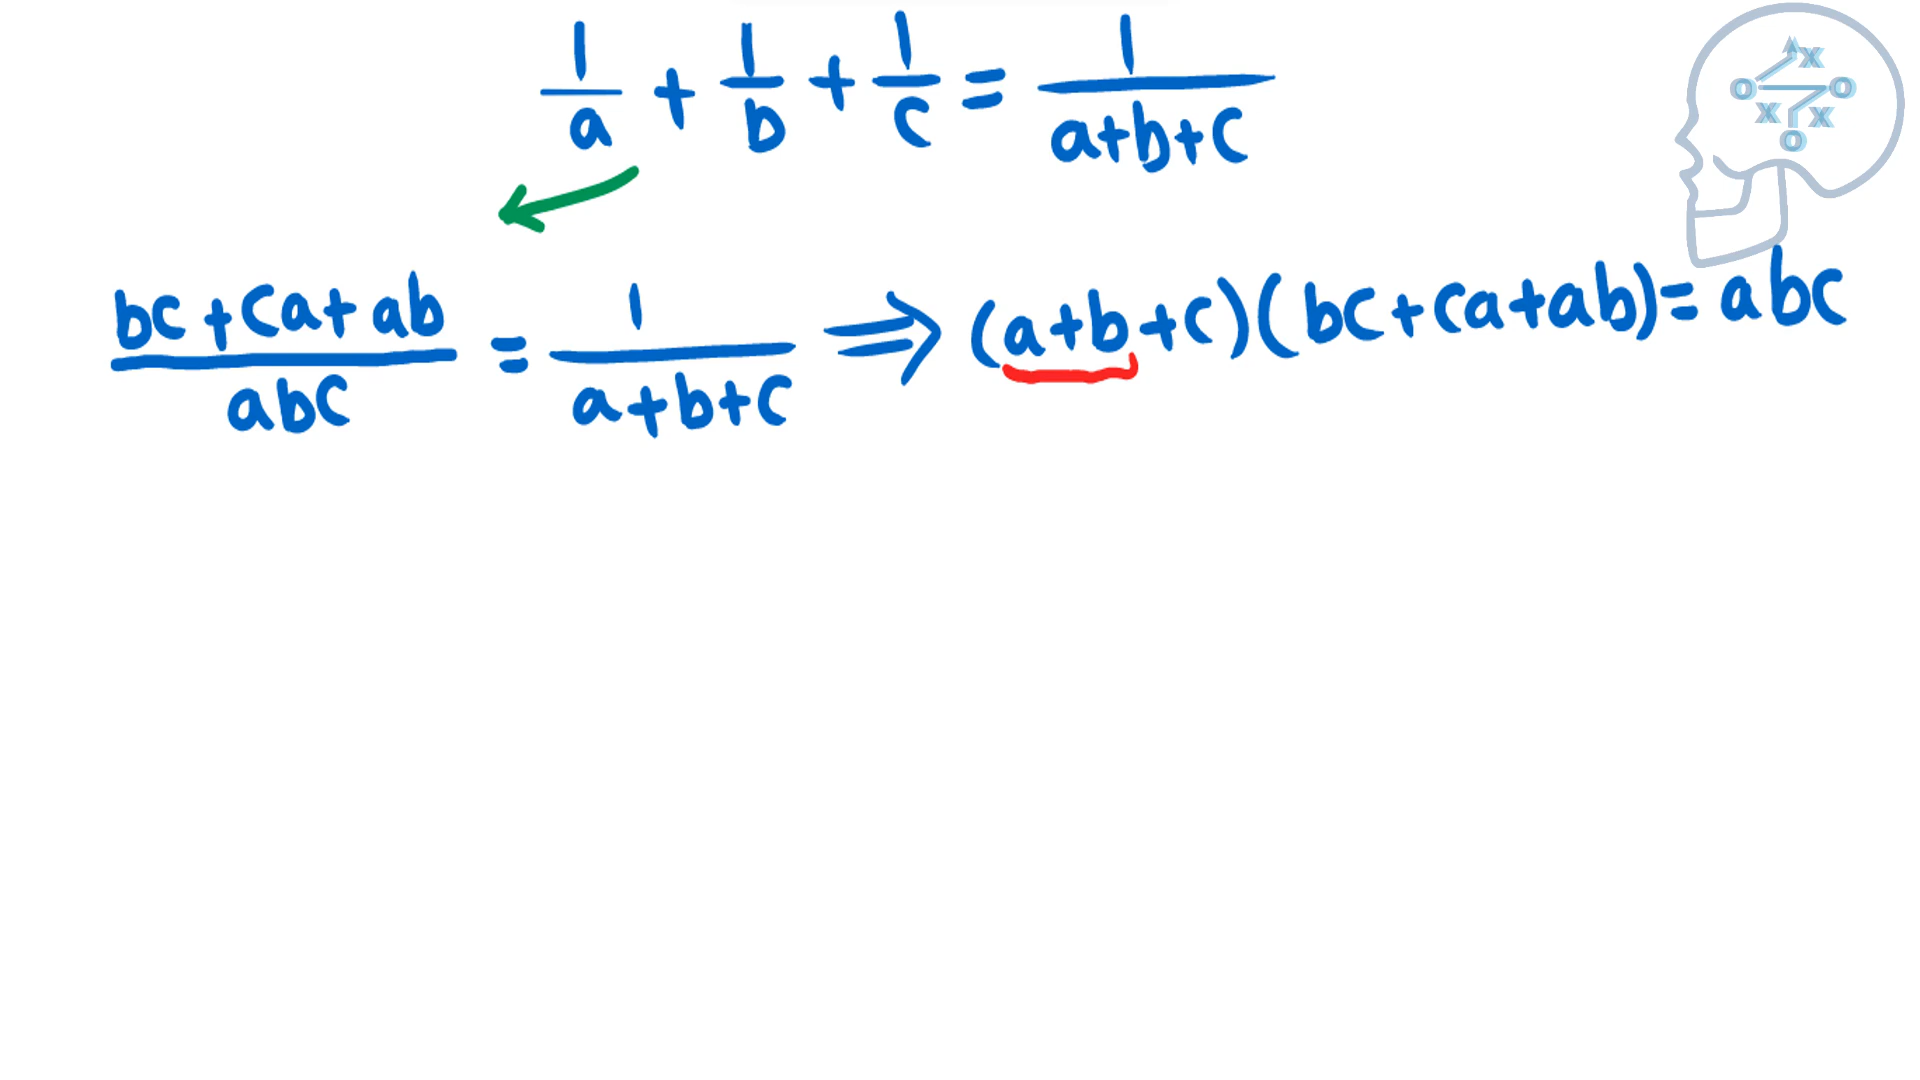 1/a + 1/b + 1/c = 1/(a+b+c)
(bc+ca+ab)/abc = 1/(a+b+c) ⇒ (a+b+c)(bc+ca+ab)=abc
X
O O
X X
O